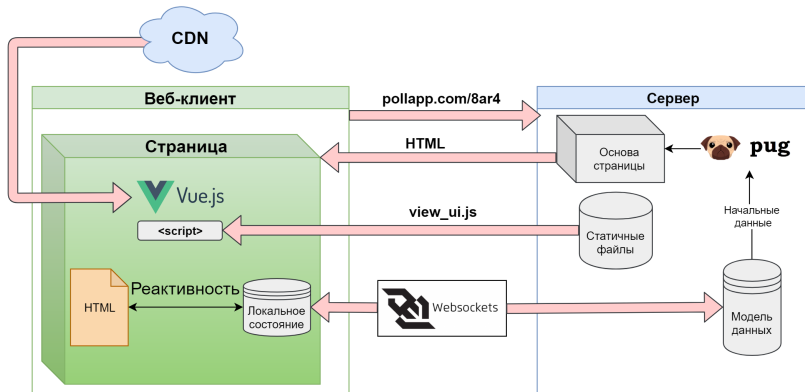 CDN
Веб-клиент
pollapp.com/8ar4
Сервер
Страница
HTML
Основа
страницы
pug
Vue.js
<script>
view_ui.js
Статичные
файлы
Начальные
данные
HTML
Реактивность
Локальное
состояние
Websockets
Модель
данных